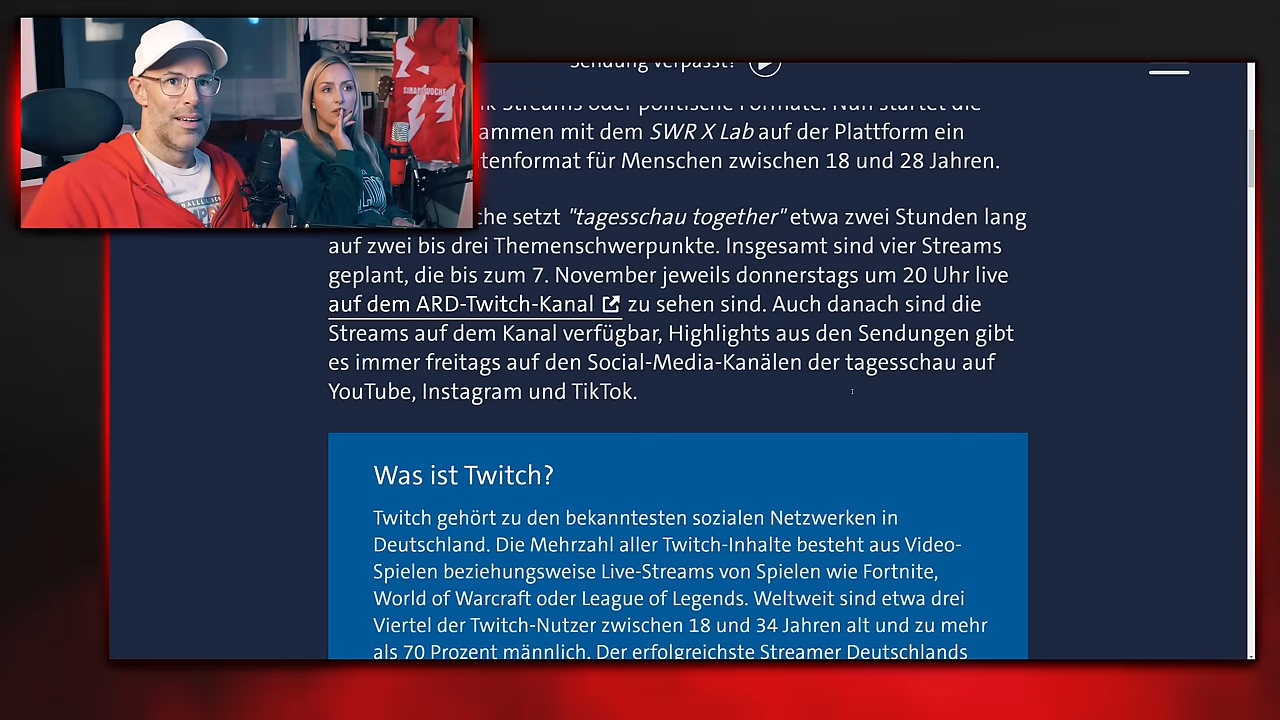 Sendung verpasst?
k Streams oder politische Formate. Nun startet die
ammen mit dem SWR X Lab auf der Plattform ein
tenformat für Menschen zwischen 18 und 28 Jahren.
che setzt "tagesschau together" etwa zwei Stunden lang
auf zwei bis drei Themenschwerpunkte. Insgesamt sind vier Streams
geplant, die bis zum 7. November jeweils donnerstags um 20 Uhr live
auf dem ARD-Twitch-Kanal zu sehen sind. Auch danach sind die
Streams auf dem Kanal verfügbar, Highlights aus den Sendungen gibt
es immer freitags auf den Social-Media-Kanälen der tagesschau auf
YouTube, Instagram und TikTok.
Was ist Twitch?
Twitch gehört zu den bekanntesten sozialen Netzwerken in
Deutschland. Die Mehrzahl aller Twitch-Inhalte besteht aus Video-
Spielen beziehungsweise Live-Streams von Spielen wie Fortnite,
World of Warcraft oder League of Legends. Weltweit sind etwa drei
Viertel der Twitch-Nutzer zwischen 18 und 34 Jahren alt und zu mehr
als 70 Prozent männlich. Der erfolgreichste Streamer Deutschlands